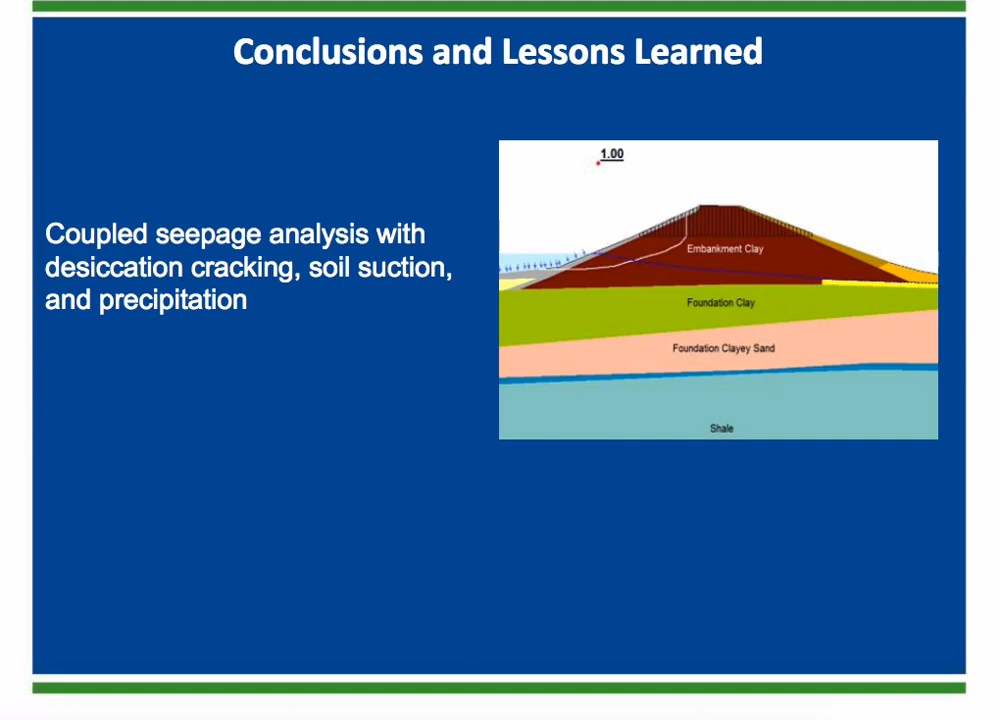 Conclusions and Lessons Learned
1.00
Coupled seepage analysis with
desiccation cracking, soil suction,
and precipitation
Embankment Clay
Foundation Clay
Foundation Clayey Sand
Shale